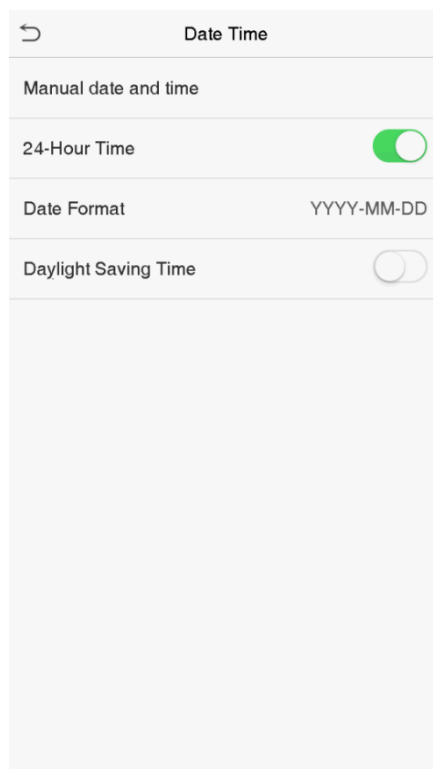 Date Time
Manual date and time
24-Hour Time
Date Format YYYY-MM-DD
Daylight Saving Time